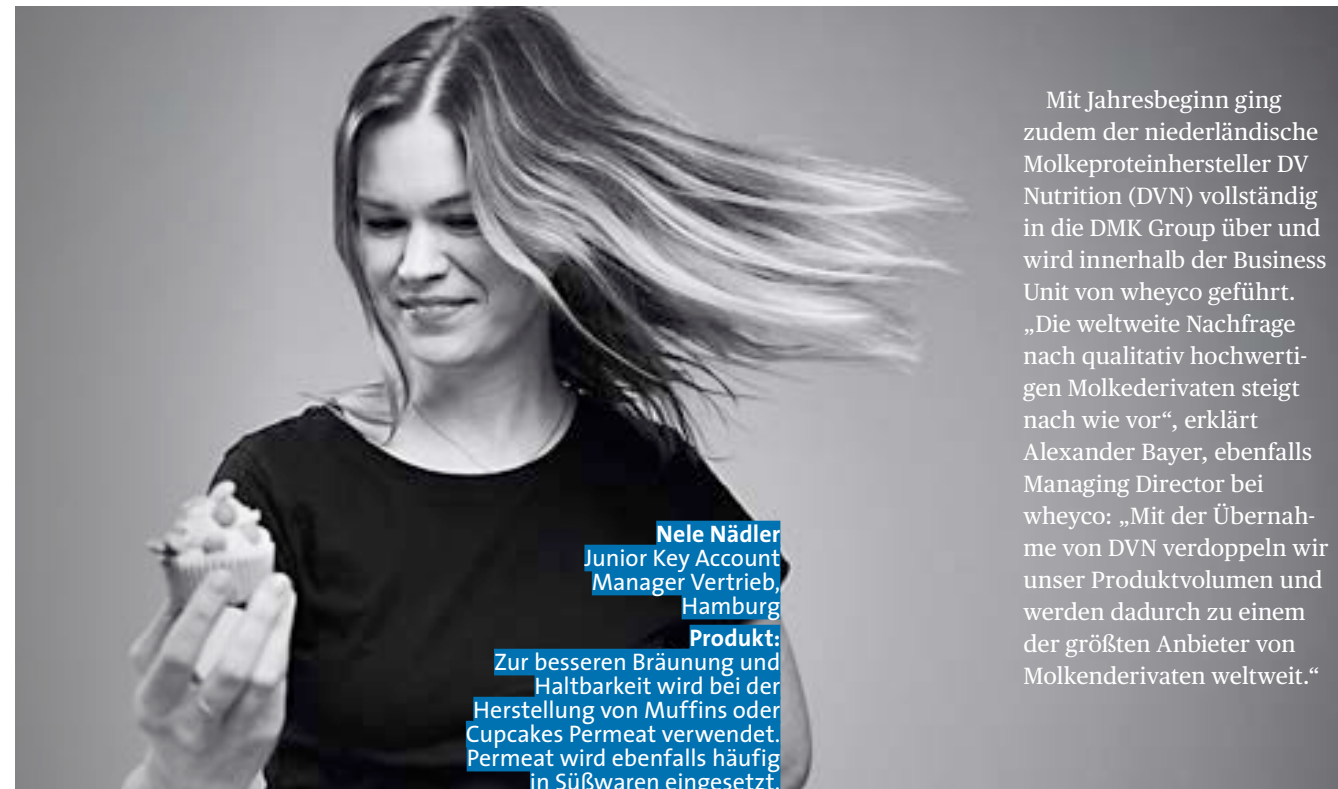 Nele Nädler
Junior Key Account
Manager Vertrieb,
Hamburg
Produkt:
Zur besseren Bräunung und
Haltbarkeit wird bei der
Herstellung von Muffins oder
Cupcakes Permeat verwendet.
Permeat wird ebenfalls häufig
in Süßwaren eingesetzt.
Mit Jahresbeginn ging
zudem der niederländische
Molkeproteinhersteller DV
Nutrition (DVN) vollständig
in die DMK Group über und
wird innerhalb der Business
Unit von wheyco geführt.
„Die weltweite Nachfrage
nach qualitativ hochwerti-
gen Molkederivaten steigt
nach wie vor“, erklärt
Alexander Bayer, ebenfalls
Managing Director bei
wheyco: „Mit der Übernah-
me von DVN verdoppeln wir
unser Produktvolumen und
werden dadurch zu einem
der größten Anbieter von
Molkenderivaten weltweit.“